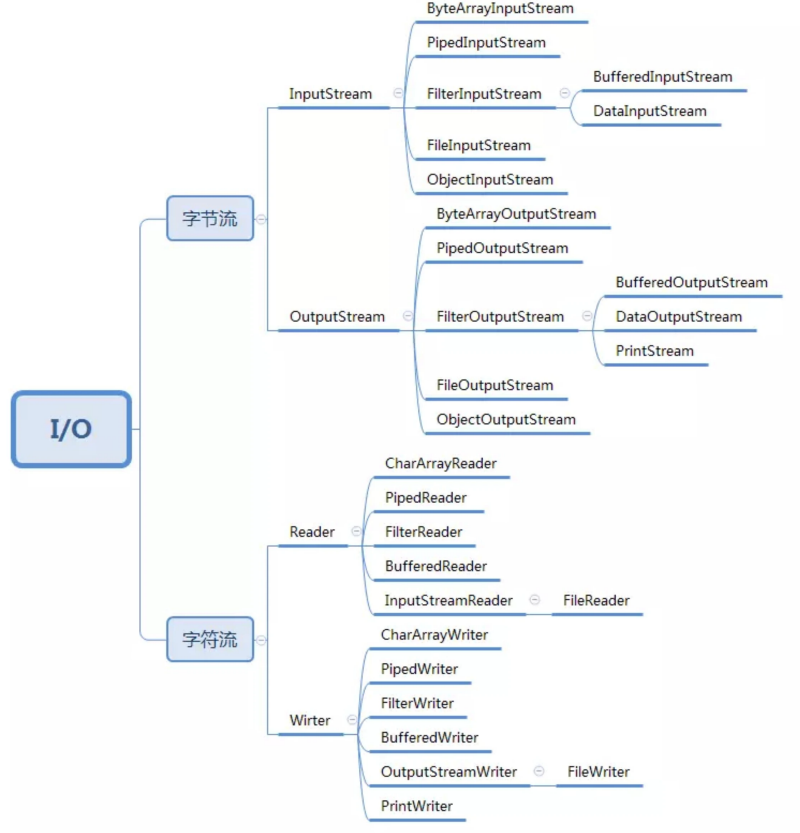 I/O
字节流
InputStream
ByteArrayInputStream
PipedInputStream
FilterInputStream
BufferedInputStream
DataInputStream
FileInputStream
ObjectInputStream
OutputStream
ByteArrayOutputStream
PipedOutputStream
FilterOutputStream
BufferedOutputStream
DataOutputStream
PrintStream
FileOutputStream
ObjectOutputStream
字符流
Reader
CharArrayReader
PipedReader
FilterReader
BufferedReader
InputStreamReader
FileReader
Wirter
CharArrayWriter
PipedWriter
FilterWriter
BufferedWriter
OutputStreamWriter
FileWriter
PrintWriter